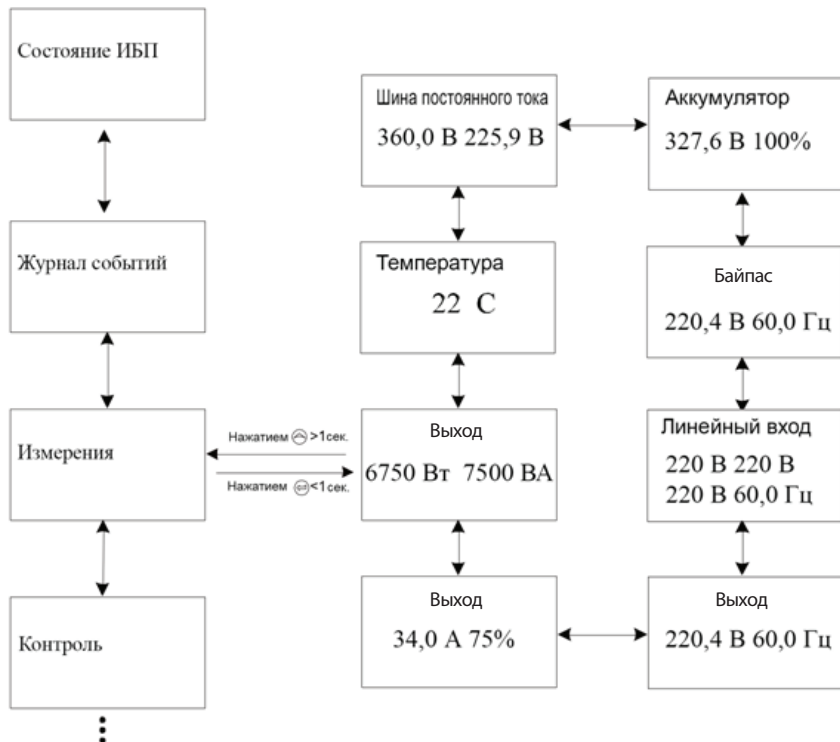 Состояние ИБП
Журнал событий
Измерения
Контроль
Нажатием >1сек.
Нажатием <1сек.
Шина постоянного тока
360,0 В 225,9 В
Температура
22 С
Выход
6750 Вт 7500 ВА
Выход
34,0 А 75%
Аккумулятор
327,6 В 100%
Байпас
220,4 В 60,0 Гц
Линейный вход
220 В 220 В
220 В 60,0 Гц
Выход
220,4 В 60,0 Гц